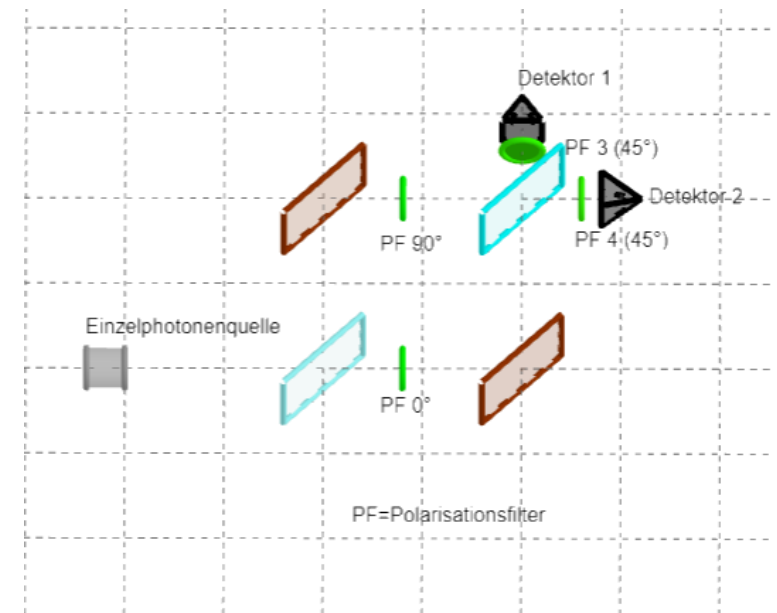 Detektor 1
PF 3 (45°)
Detektor 2
PF 4 (45°)
PF 90°
Einzelphotonenquelle
PF 0°
PF=Polarisationsfilter